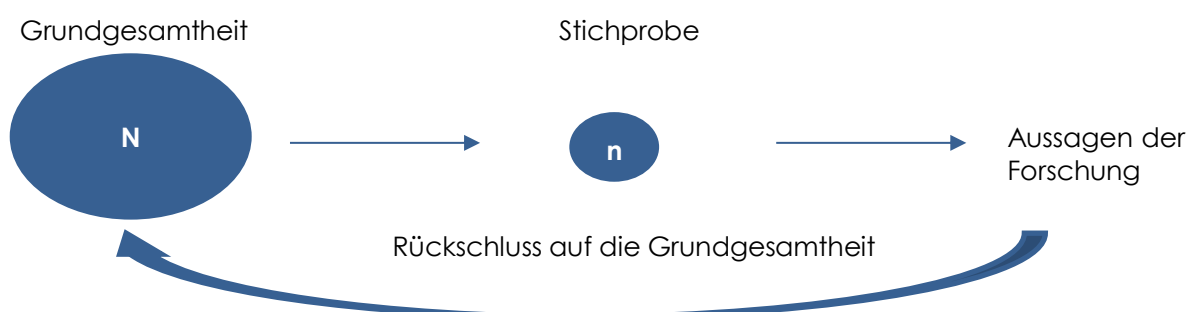 Grundgesamtheit
Stichprobe
N
n
Aussagen der
Forschung
Rückschluss auf die Grundgesamtheit